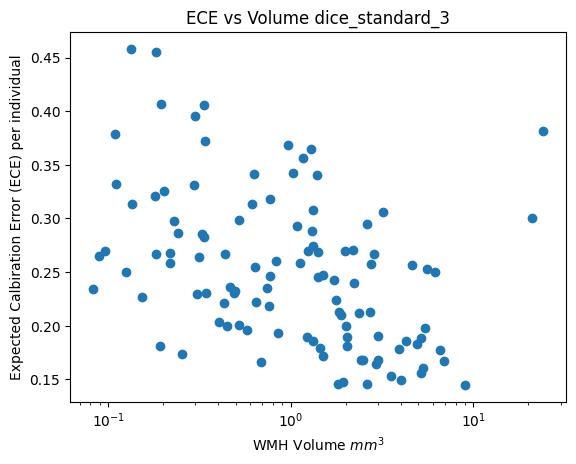 ECE vs Volume dice_standard_3
Expected Calbiration Error (ECE) per individual
0.45
0.40
0.35
0.30
0.25
0.20
0.15
10⁻¹ 10⁰ 10¹
WMH Volume mm³